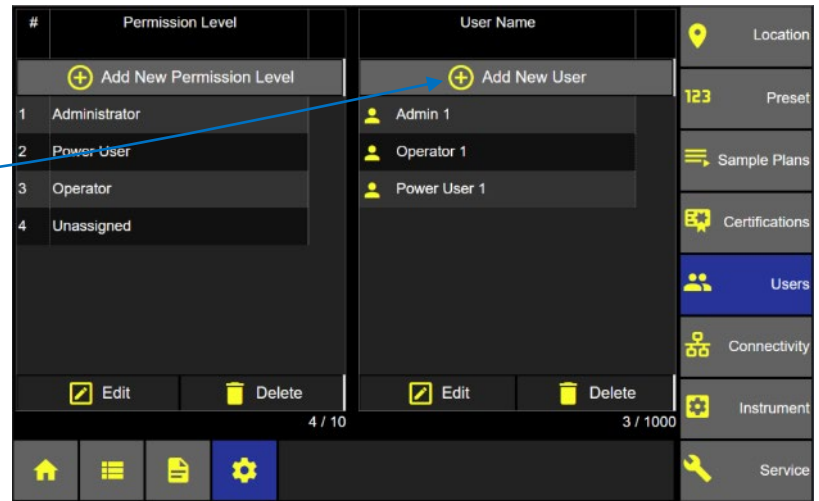 # Permission Level
Add New Permission Level
1 Administrator
2 Power User
3 Operator
4 Unassigned
Edit Delete
4 / 10
User Name
Add New User
Admin 1
Operator 1
Power User 1
Edit Delete
3 / 1000
Location
123 Preset
Sample Plans
Certifications
Users
Connectivity
Instrument
Service